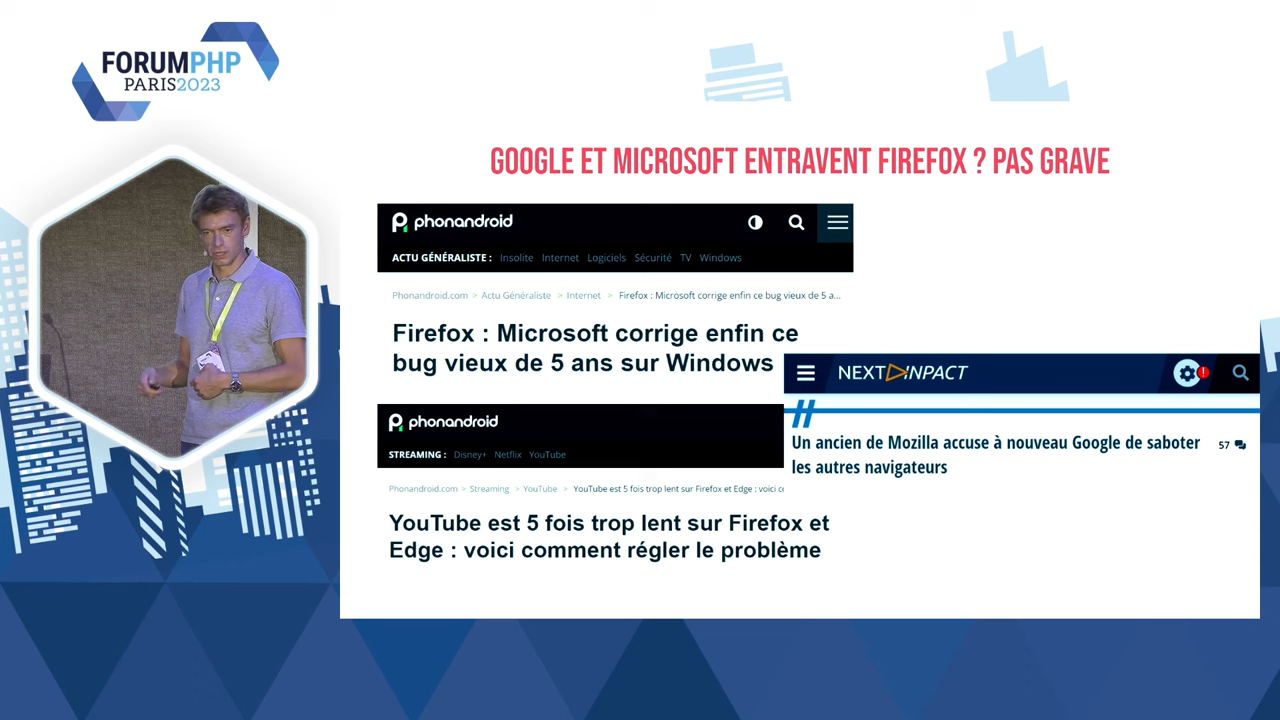 FORUMPHP
PARIS2023
GOOGLE ET MICROSOFT ENTRAVENT FIREFOX ? PAS GRAVE
phonandroid
ACTU GÉNÉRALISTE : Insolite Internet Logiciels Sécurité TV Windows
Phonandroid.com > Actu Généraliste > Internet > Firefox : Microsoft corrige enfin ce bug vieux de 5 a...
Firefox : Microsoft corrige enfin ce
bug vieux de 5 ans sur Windows
NEXT INPACT
!
Un ancien de Mozilla accuse à nouveau Google de saboter
les autres navigateurs
57
phonandroid
STREAMING : Disney+ Netflix YouTube
Phonandroid.com > Streaming > YouTube > YouTube est 5 fois trop lent sur Firefox et Edge : voici
YouTube est 5 fois trop lent sur Firefox et
Edge : voici comment régler le problème